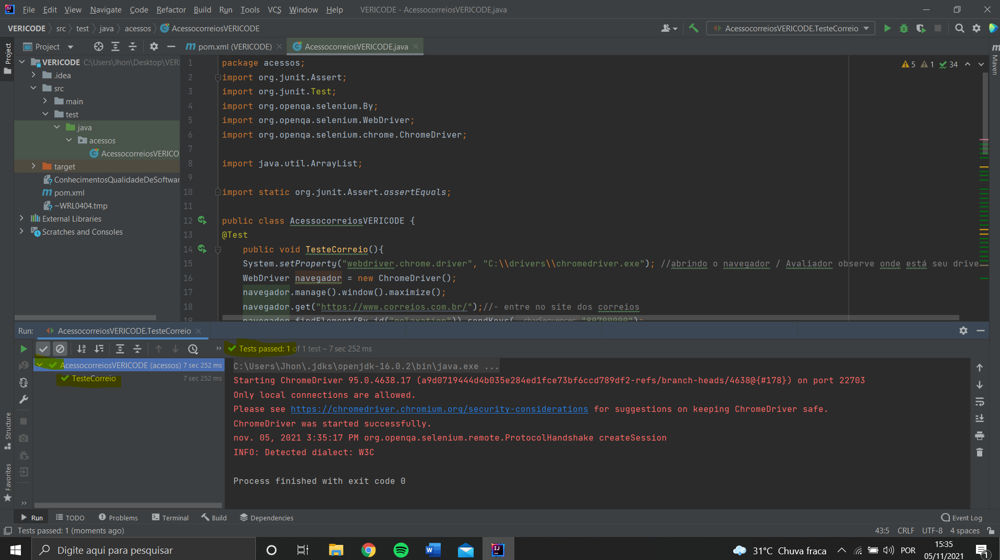 File Edit View Navigate Code Refactor Build Run Tools VCS Window Help VERICODE - AcessocorreiosVERICODE.java
VERICODE src test java acessos AcessocorreiosVERICODE
AcessocorreiosVERICODE.TesteCorreio
Project
Project
pom.xml (VERICODE)
AcessocorreiosVERICODE.java
VERICODE C:\Users\Jhon\Desktop\VERI
.idea
src
main
test
java
acessos
AcessocorreiosVERICO
target
ConhecimentosQualidadeDeSoftwar
pom.xml
~WRL0404.tmp
External Libraries
Scratches and Consoles
5 1 34
Maven
1 package acessos;
2 import org.junit.Assert;
3 import org.junit.Test;
4 import org.openqa.selenium.By;
5 import org.openqa.selenium.WebDriver;
6 import org.openqa.selenium.chrome.ChromeDriver;
7
8 import java.util.ArrayList;
9
10 import static org.junit.Assert.assertEquals;
11
12 public class AcessocorreiosVERICODE {
13 @Test
14 public void TesteCorreio(){
15 System.setProperty("webdriver.chrome.driver", "C:\\drivers\\chromedriver.exe"); //abrindo o navegador / Avaliador observe onde está seu drive
16 WebDriver navegador = new ChromeDriver();
17 navegador.manage().window().maximize();
18 navegador.get("https://www.correios.com.br/");//- entre no site dos correios
19 navegador.findElement(By.id("relaxation")).sendKeys( charSequences: "80700000");
Run: AcessocorreiosVERICODE.TesteCorreio
Tests passed: 1 of 1 test – 7 sec 252 ms
AcessocorreiosVERICODE (acessos) 7 sec 252 ms
TesteCorreio 7 sec 252 ms
C:\Users\Jhon\.jdks\openjdk-16.0.2\bin\java.exe ...
Starting ChromeDriver 95.0.4638.17 (a9d0719444d4b035e284ed1fce73bf6ccd789df2-refs/branch-heads/4638@{#178}) on port 22703
Only local connections are allowed.
Please see https://chromedriver.chromium.org/security-considerations for suggestions on keeping ChromeDriver safe.
ChromeDriver was started successfully.
nov. 05, 2021 3:35:17 PM org.openqa.selenium.remote.ProtocolHandshake createSession
INFO: Detected dialect: W3C
Process finished with exit code 0
Structure
Favorites
Run TODO Problems Terminal Build Dependencies Event Log
Tests passed: 1 (moments ago) 43:5 CRLF UTF-8 4 spaces
Digite aqui para pesquisar
31°C Chuva fraca POR
15:35
05/11/2021
1